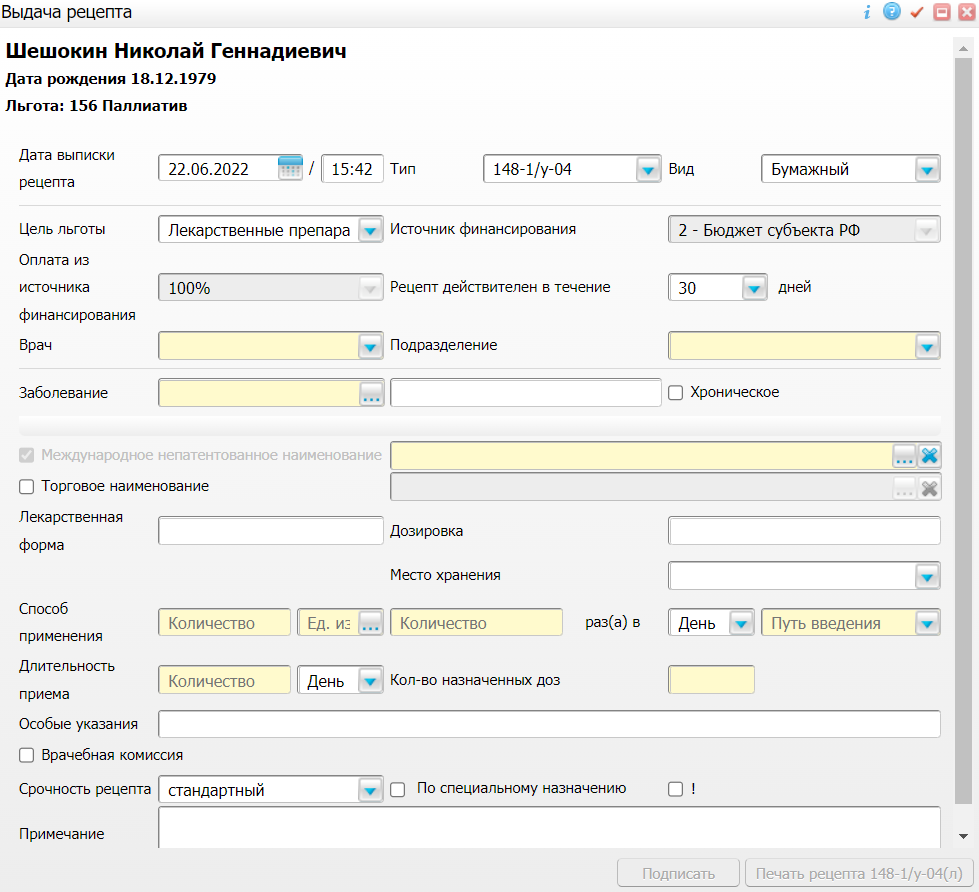 Выдача рецепта
Шешокин Николай Геннадиевич
Дата рождения 18.12.1979
Льгота: 156 Паллиатив
Дата выписки рецепта 22.06.2022 / 15:42 Тип 148-1/у-04 Вид Бумажный
Цель льготы Лекарственные препара Источник финансирования 2 - Бюджет субъекта РФ
Оплата из источника финансирования 100% Рецепт действителен в течение 30 дней
Врач Подразделение
Заболевание ... Хроническое
Международное непатентованное наименование ...
Торговое наименование ...
Лекарственная форма Дозировка
Место хранения
Способ применения Количество Ед. из ... Количество раз(а) в День Путь введения
Длительность приема Количество День Кол-во назначенных доз
Особые указания
Врачебная комиссия
Срочность рецепта стандартный По специальному назначению !
Примечание
Подписать Печать рецепта 148-1/у-04(л)